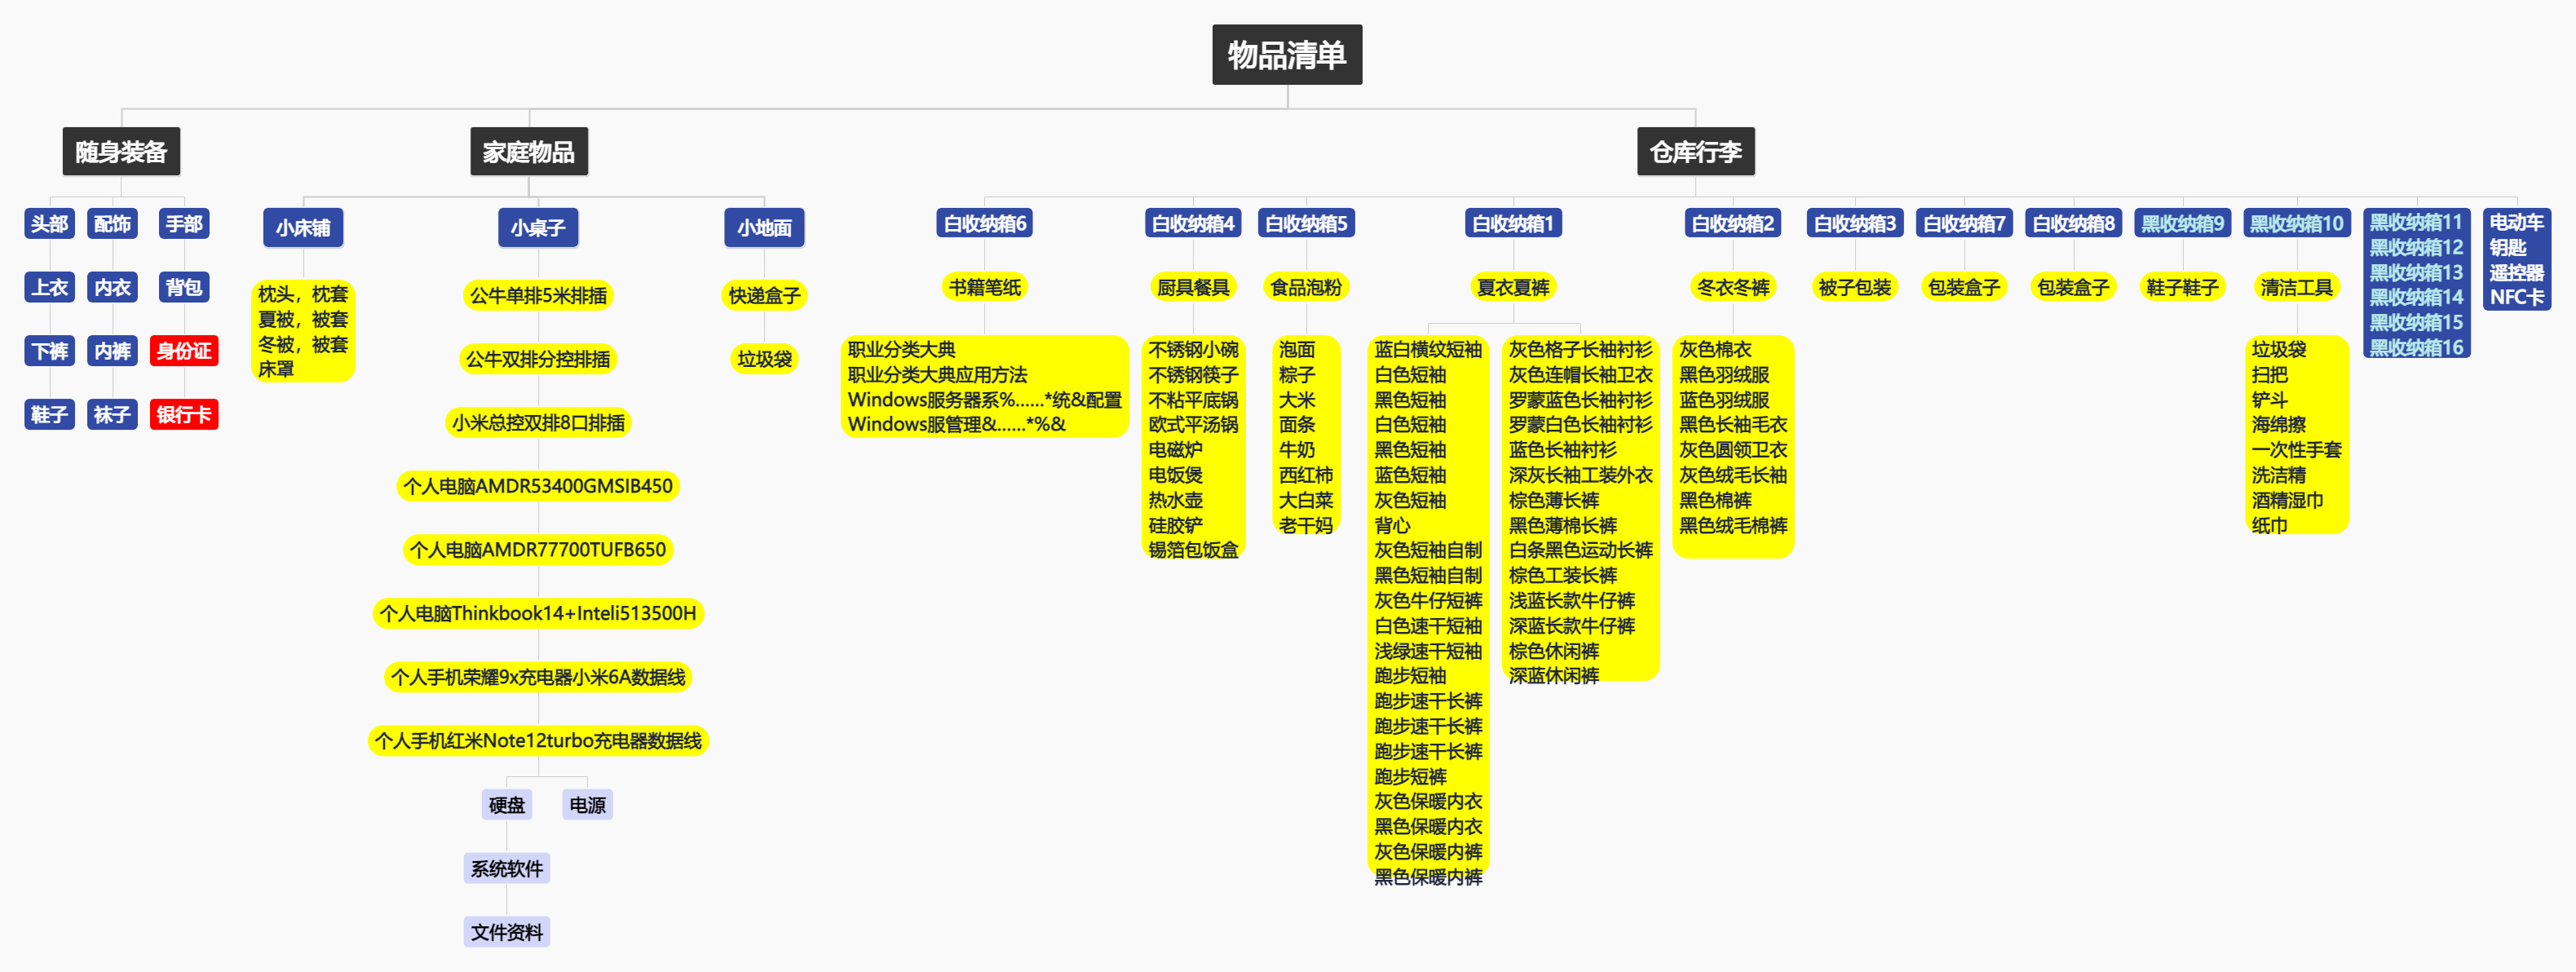 物品清单
随身装备
家庭物品
仓库行李
头部
配饰
手部
上衣
内衣
背包
下裤
内裤
身份证
鞋子
袜子
银行卡
小床铺
枕头，枕套
夏被，被套
冬被，被套
床罩
小桌子
公牛单排5米排插
公牛双排分控排插
小米总控双排8口排插
个人电脑AMDR53400GMSIB450
个人电脑AMDR77700TUFB650
个人电脑Thinkbook14+Inteli513500H
个人手机荣耀9x充电器小米6A数据线
个人手机红米Note12turbo充电器数据线
硬盘
电源
系统软件
文件资料
小地面
快递盒子
垃圾袋
白收纳箱6
书籍笔纸
职业分类大典
职业分类大典应用方法
Windows服务器系%......*统&配置
Windows服管理&......*%&
白收纳箱4
厨具餐具
不锈钢小碗
不锈钢筷子
不粘平底锅
欧式平汤锅
电磁炉
电饭煲
热水壶
硅胶铲
锡箔包饭盒
白收纳箱5
食品泡粉
泡面
粽子
大米
面条
牛奶
西红柿
大白菜
老干妈
白收纳箱1
夏衣夏裤
蓝白横纹短袖
白色短袖
黑色短袖
白色短袖
黑色短袖
蓝色短袖
灰色短袖
背心
灰色短袖自制
黑色短袖自制
灰色牛仔短裤
白色速干短袖
浅绿速干短袖
跑步短袖
跑步速干长裤
跑步速干长裤
跑步速干长裤
跑步短裤
灰色保暖内衣
黑色保暖内衣
灰色保暖内裤
黑色保暖内裤
灰色格子长袖衬衫
灰色连帽长袖卫衣
罗蒙蓝色长袖衬衫
罗蒙白色长袖衬衫
蓝色长袖衬衫
深灰长袖工装外衣
棕色薄长裤
黑色薄棉长裤
白条黑色运动长裤
棕色工装长裤
浅蓝长款牛仔裤
深蓝长款牛仔裤
棕色休闲裤
深蓝休闲裤
白收纳箱2
冬衣冬裤
灰色棉衣
黑色羽绒服
蓝色羽绒服
黑色长袖毛衣
灰色圆领卫衣
灰色绒毛长袖
黑色棉裤
黑色绒毛棉裤
白收纳箱3
被子包装
白收纳箱7
包装盒子
白收纳箱8
包装盒子
黑收纳箱9
鞋子鞋子
黑收纳箱10
清洁工具
垃圾袋
扫把
铲斗
海绵擦
一次性手套
洗洁精
酒精湿巾
纸巾
黑收纳箱11
黑收纳箱12
黑收纳箱13
黑收纳箱14
黑收纳箱15
黑收纳箱16
电动车
钥匙
遥控器
NFC卡